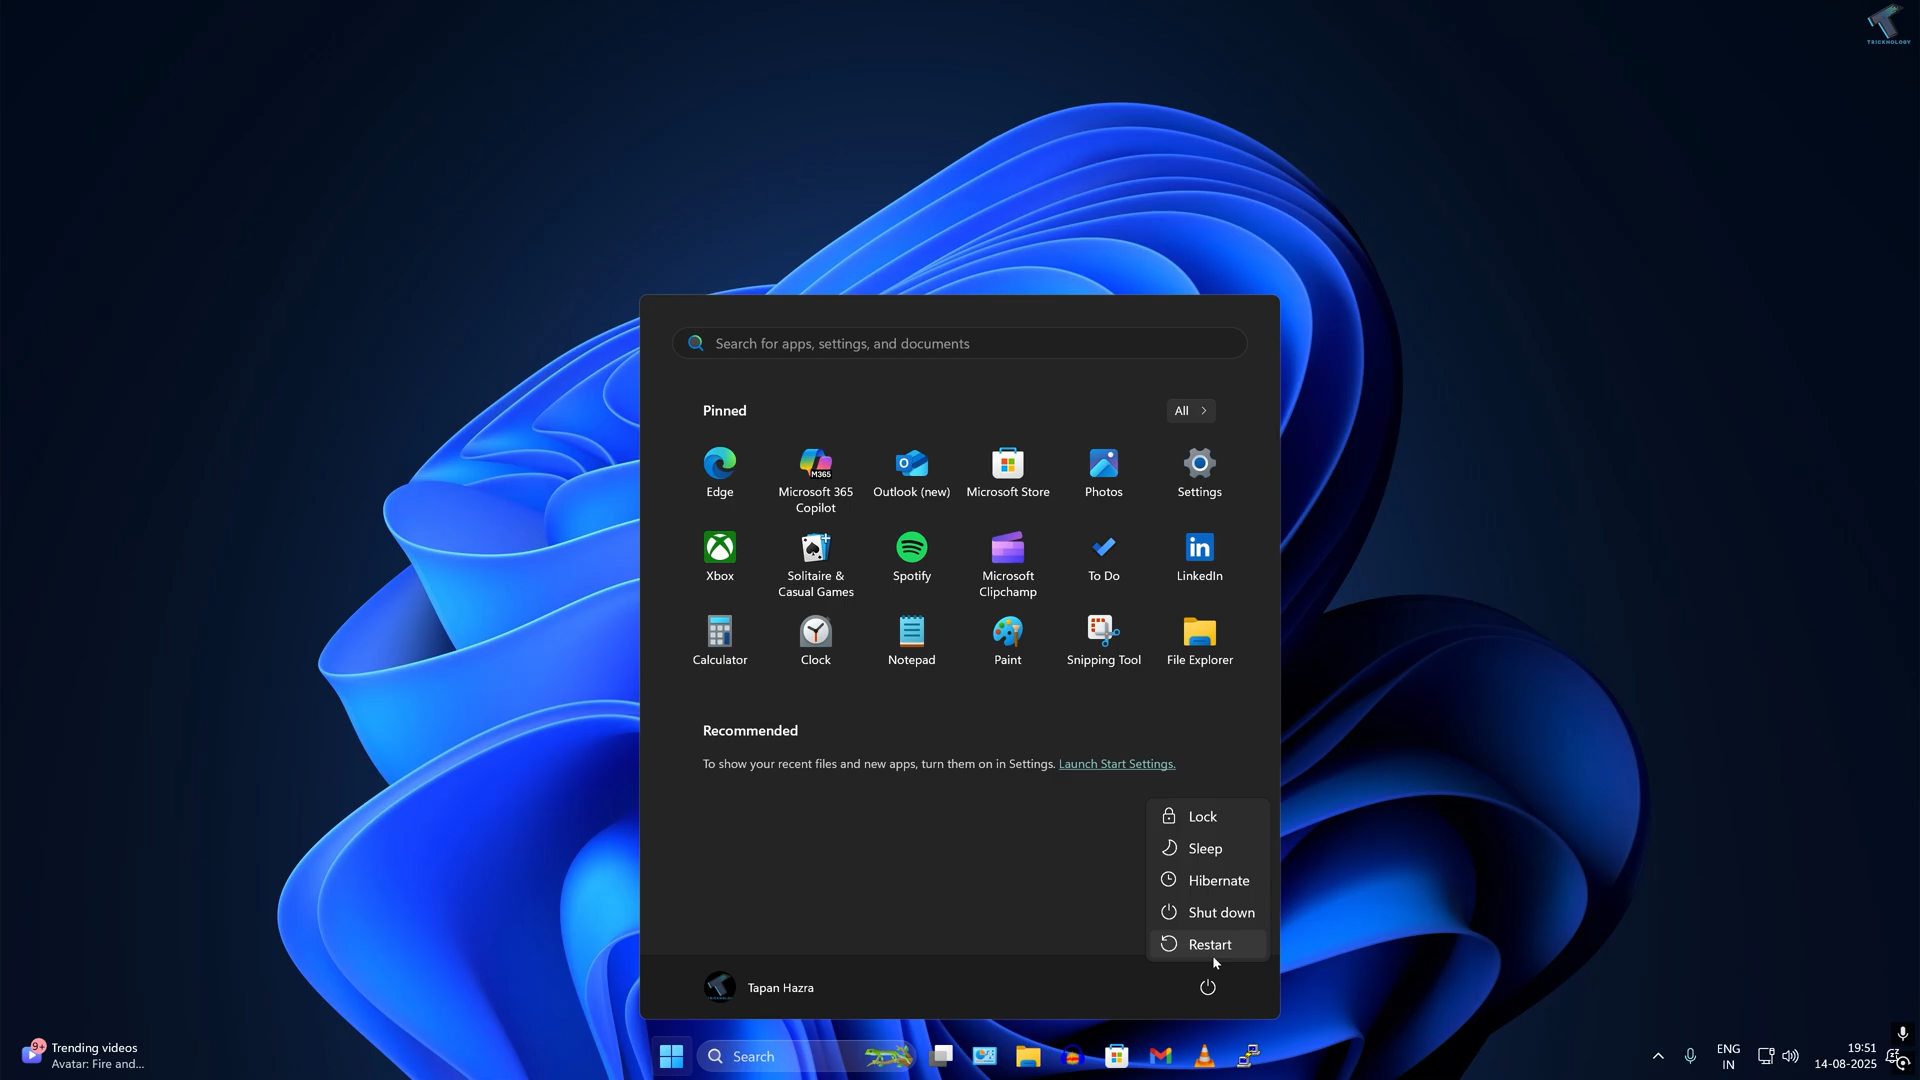 TRICKNOLOGY
Search for apps, settings, and documents
Pinned
All
Edge
Microsoft 365
Copilot
M365
Outlook (new)
Microsoft Store
Photos
Settings
Xbox
Solitaire &
Casual Games
Spotify
Microsoft
Clipchamp
To Do
LinkedIn
Calculator
Clock
Notepad
Paint
Snipping Tool
File Explorer
Recommended
To show your recent files and new apps, turn them on in Settings. Launch Start Settings.
Lock
Sleep
Hibernate
Shut down
Restart
Tapan Hazra
9+
Trending videos
Avatar: Fire and...
Search
ENG
IN
19:51
14-08-2025